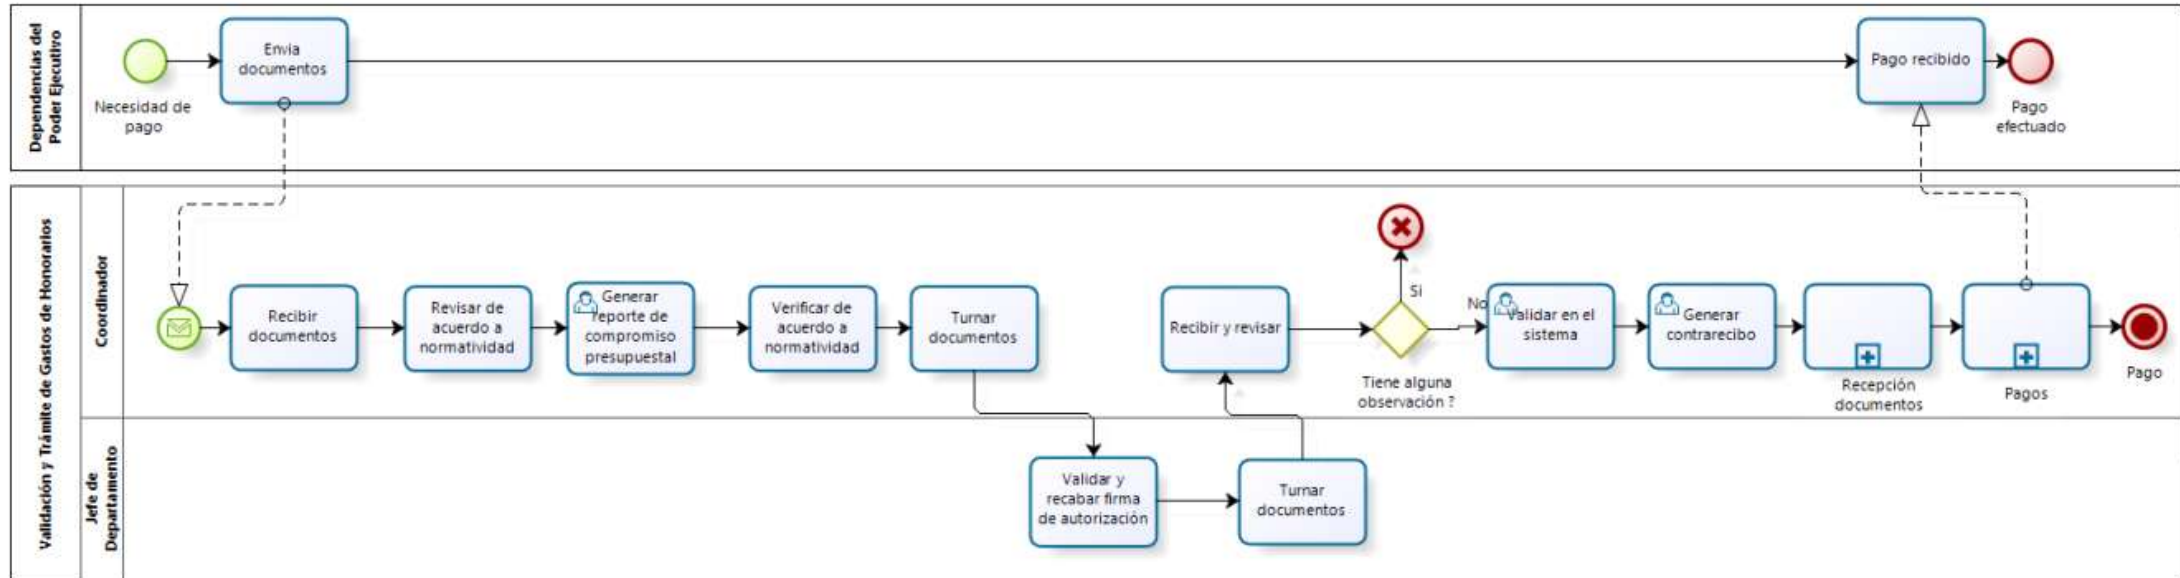 Dependencias del
Poder Ejecutivo
Necesidad de
pago
Envia
documentos
Pago recibido
Pago
efectuado
Validación y Trámite de Gastos de Honorarios
Coordinador
Recibir
documentos
Revisar de
acuerdo a
normatividad
Generar
reporte de
compromiso
presupuestal
Verificar de
acuerdo a
normatividad
Turnar
documentos
Recibir y revisar
Si
No
Tiene alguna
observación ?
Validar en el
sistema
Generar
contrarecibo
Recepción
documentos
Pagos
Pago
Jefe de
Departamento
Validar y
recabar firma
de autorización
Turnar
documentos